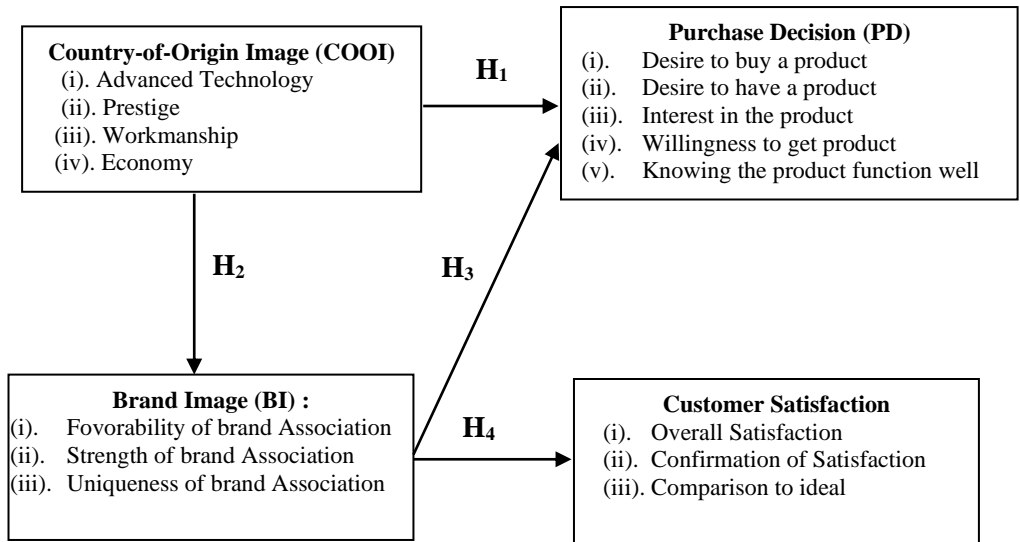 Country-of-Origin Image (COOI)
(i). Advanced Technology
(ii). Prestige
(iii). Workmanship
(iv). Economy
H1
Purchase Decision (PD)
(i). Desire to buy a product
(ii). Desire to have a product
(iii). Interest in the product
(iv). Willingness to get product
(v). Knowing the product function well
H2
H3
Brand Image (BI) :
(i). Fovorability of brand Association
(ii). Strength of brand Association
(iii). Uniqueness of brand Association
H4
Customer Satisfaction
(i). Overall Satisfaction
(ii). Confirmation of Satisfaction
(iii). Comparison to ideal